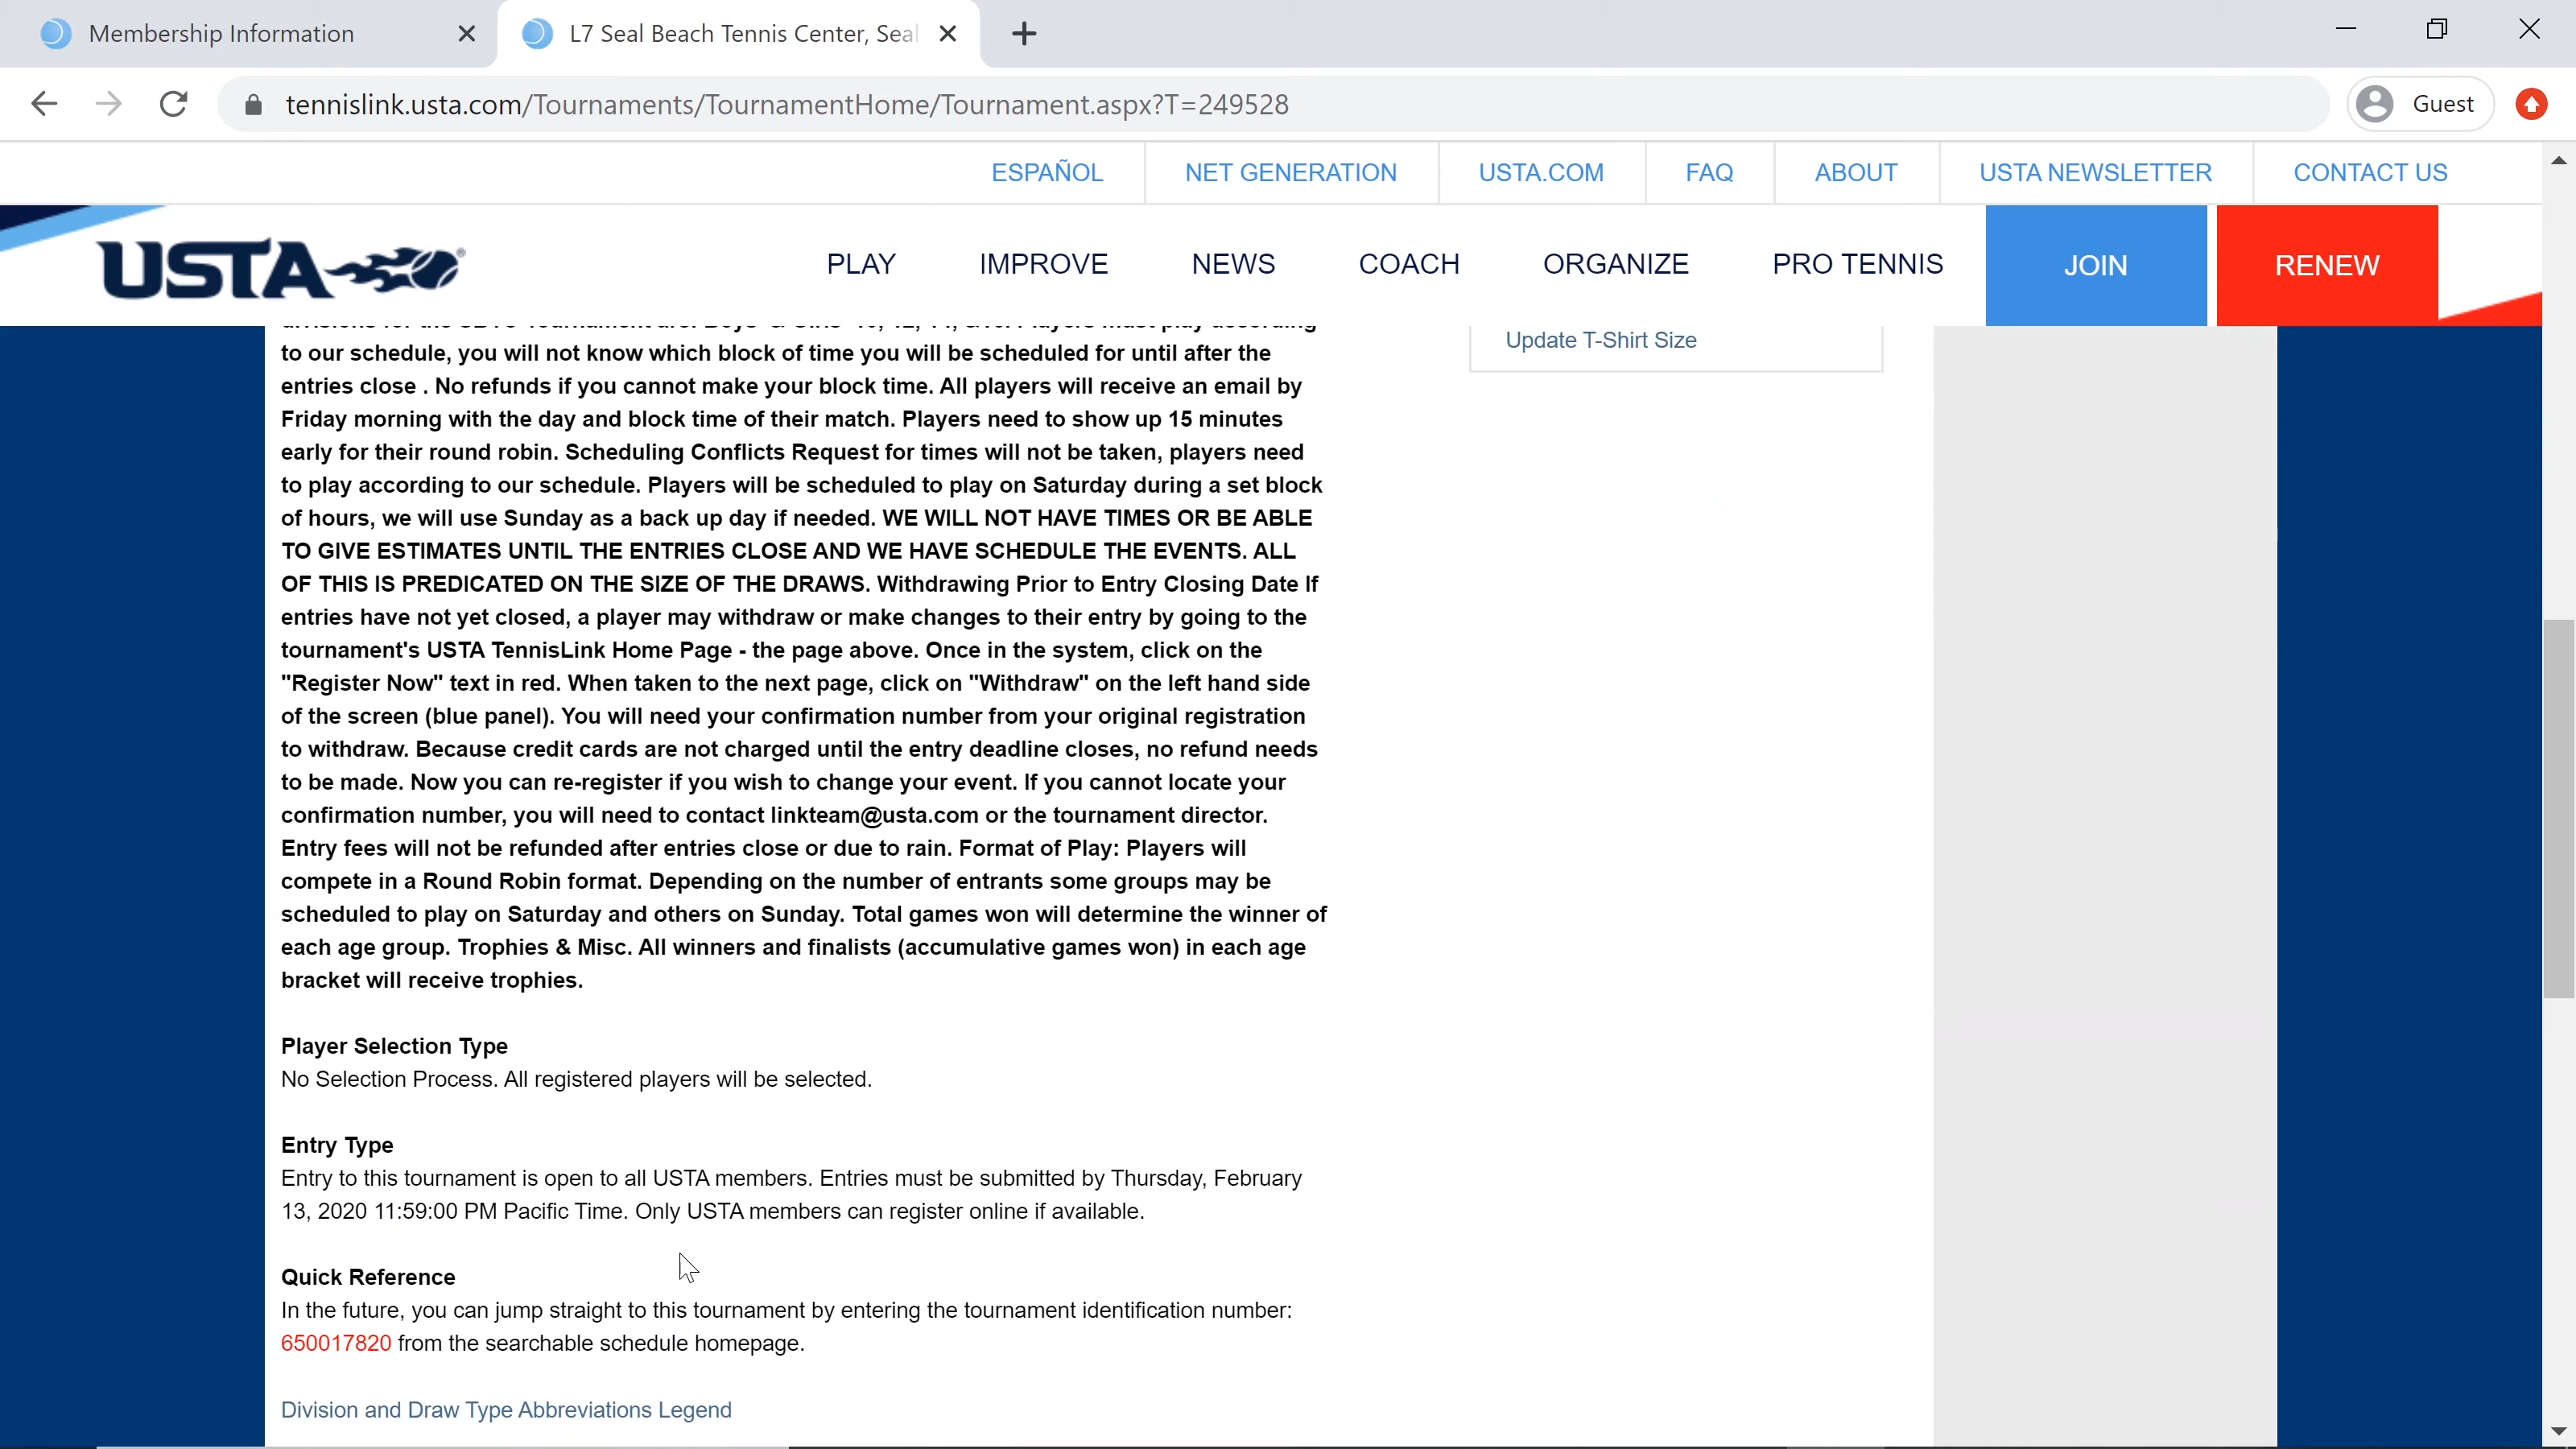 Membership Information
L7 Seal Beach Tennis Center, Seal
tennislink.usta.com/Tournaments/TournamentHome/Tournament.aspx?T=249528
Guest
ESPAÑOL
NET GENERATION
USTA.COM
FAQ
ABOUT
USTA NEWSLETTER
CONTACT US
USTA
PLAY
IMPROVE
NEWS
COACH
ORGANIZE
PRO TENNIS
JOIN
RENEW
to our schedule, you will not know which block of time you will be scheduled for until after the
entries close . No refunds if you cannot make your block time. All players will receive an email by
Friday morning with the day and block time of their match. Players need to show up 15 minutes
early for their round robin. Scheduling Conflicts Request for times will not be taken, players need
to play according to our schedule. Players will be scheduled to play on Saturday during a set block
of hours, we will use Sunday as a back up day if needed. WE WILL NOT HAVE TIMES OR BE ABLE
TO GIVE ESTIMATES UNTIL THE ENTRIES CLOSE AND WE HAVE SCHEDULE THE EVENTS. ALL
OF THIS IS PREDICATED ON THE SIZE OF THE DRAWS. Withdrawing Prior to Entry Closing Date If
entries have not yet closed, a player may withdraw or make changes to their entry by going to the
tournament's USTA TennisLink Home Page - the page above. Once in the system, click on the
"Register Now" text in red. When taken to the next page, click on "Withdraw" on the left hand side
of the screen (blue panel). You will need your confirmation number from your original registration
to withdraw. Because credit cards are not charged until the entry deadline closes, no refund needs
to be made. Now you can re-register if you wish to change your event. If you cannot locate your
confirmation number, you will need to contact linkteam@usta.com or the tournament director.
Entry fees will not be refunded after entries close or due to rain. Format of Play: Players will
compete in a Round Robin format. Depending on the number of entrants some groups may be
scheduled to play on Saturday and others on Sunday. Total games won will determine the winner of
each age group. Trophies & Misc. All winners and finalists (accumulative games won) in each age
bracket will receive trophies.
Player Selection Type
No Selection Process. All registered players will be selected.
Entry Type
Entry to this tournament is open to all USTA members. Entries must be submitted by Thursday, February
13, 2020 11:59:00 PM Pacific Time. Only USTA members can register online if available.
Quick Reference
In the future, you can jump straight to this tournament by entering the tournament identification number:
650017820 from the searchable schedule homepage.
Division and Draw Type Abbreviations Legend
Update T-Shirt Size